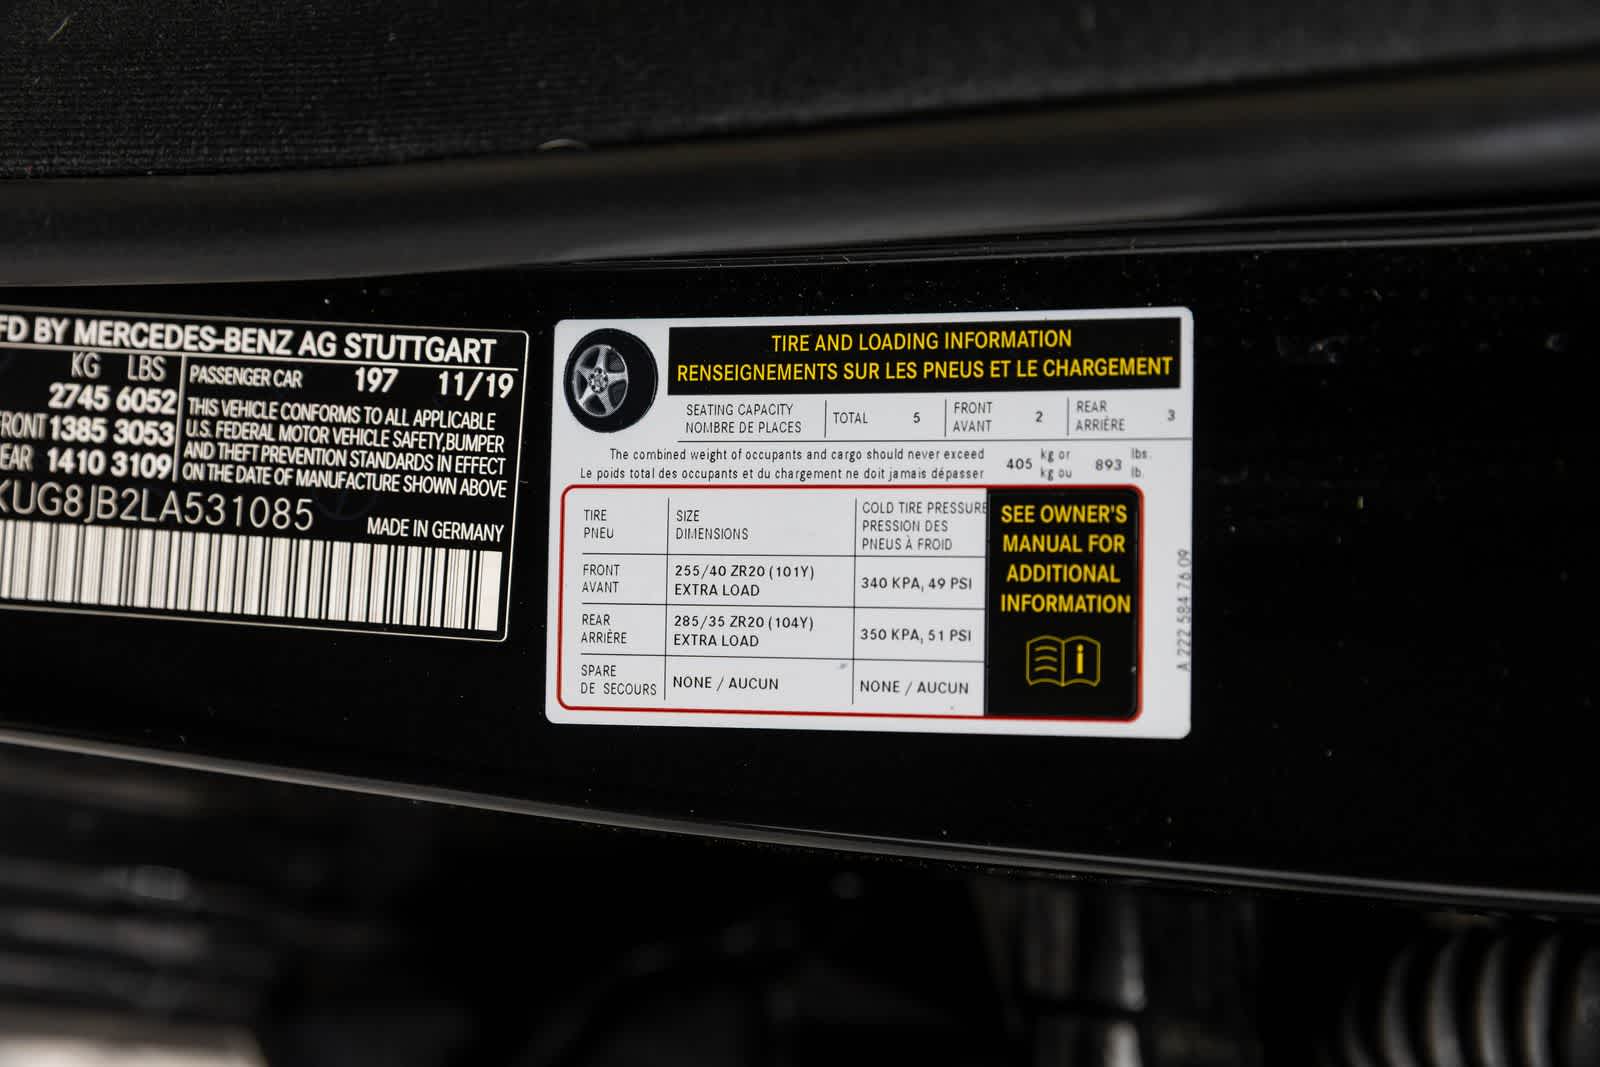 FD BY MERCEDES-BENZ AG STUTTGART
KG LBS
2745 6052
RONT 1385 3053
EAR 1410 3109
PASSENGER CAR 197 11/19
THIS VEHICLE CONFORMS TO ALL APPLICABLE
U.S. FEDERAL MOTOR VEHICLE SAFETY,BUMPER
AND THEFT PREVENTION STANDARDS IN EFFECT
ON THE DATE OF MANUFACTURE SHOWN ABOVE
KUG8JB2LA531085
MADE IN GERMANY
TIRE AND LOADING INFORMATION
RENSEIGNEMENTS SUR LES PNEUS ET LE CHARGEMENT
SEATING CAPACITY
NOMBRE DE PLACES
TOTAL 5
FRONT
AVANT
2
REAR
ARRIÈRE
3
The combined weight of occupants and cargo should never exceed
Le poids total des occupants et du chargement ne doit jamais dépasser
405
kg or
kg ou
893
lbs.
lb.
TIRE
PNEU
SIZE
DIMENSIONS
COLD TIRE PRESSURE
PRESSION DES
PNEUS À FROID
FRONT
AVANT
255/40 ZR20 (101Y)
EXTRA LOAD
340 KPA, 49 PSI
REAR
ARRIÈRE
285/35 ZR20 (104Y)
EXTRA LOAD
350 KPA, 51 PSI
SPARE
DE SECOURS
NONE / AUCUN
NONE / AUCUN
SEE OWNER'S
MANUAL FOR
ADDITIONAL
INFORMATION
i
A 222 584 76 09